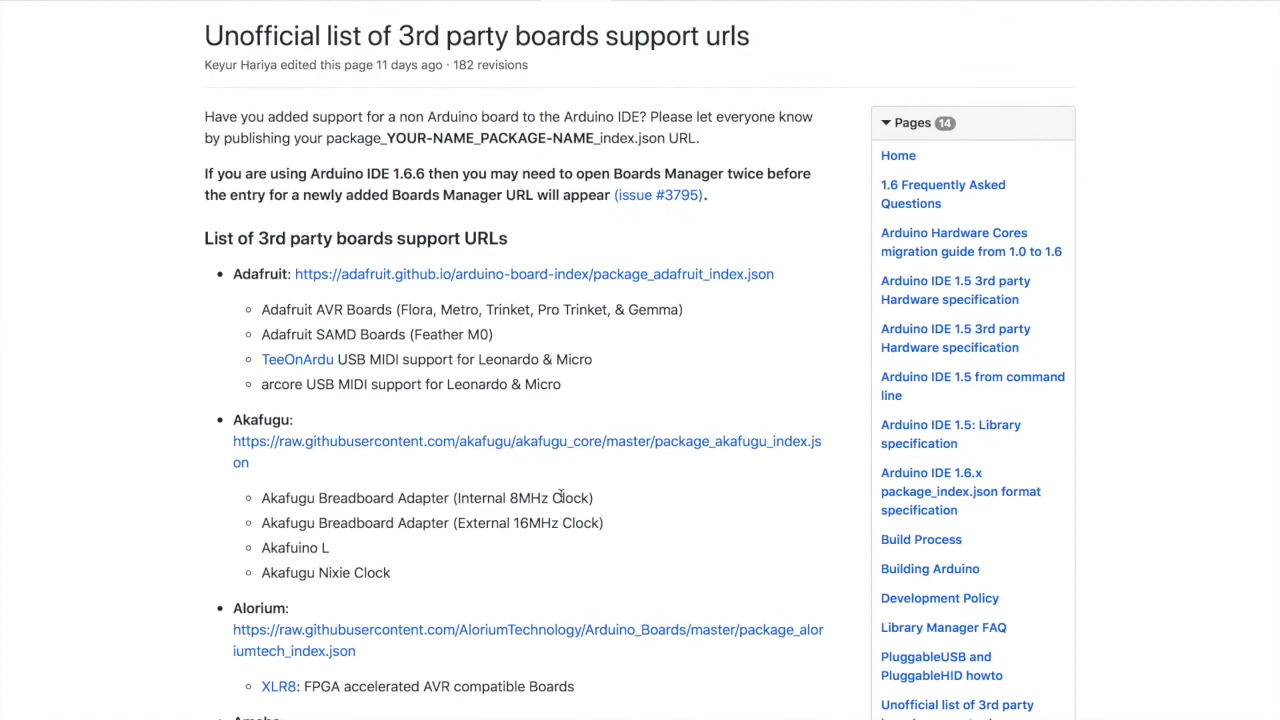 Unofficial list of 3rd party boards support urls
Keyur Hariya edited this page 11 days ago · 182 revisions
Have you added support for a non Arduino board to the Arduino IDE? Please let everyone know
by publishing your package_YOUR-NAME_PACKAGE-NAME_index.json URL.
If you are using Arduino IDE 1.6.6 then you may need to open Boards Manager twice before
the entry for a newly added Boards Manager URL will appear (issue #3795).
List of 3rd party boards support URLs
Adafruit: https://adafruit.github.io/arduino-board-index/package_adafruit_index.json
Adafruit AVR Boards (Flora, Metro, Trinket, Pro Trinket, & Gemma)
Adafruit SAMD Boards (Feather M0)
TeeOnArdu USB MIDI support for Leonardo & Micro
arcore USB MIDI support for Leonardo & Micro
Akafugu:
https://raw.githubusercontent.com/akafugu/akafugu_core/master/package_akafugu_index.js
on
Akafugu Breadboard Adapter (Internal 8MHz Clock)
Akafugu Breadboard Adapter (External 16MHz Clock)
Akafuino L
Akafugu Nixie Clock
Alorium:
https://raw.githubusercontent.com/AloriumTechnology/Arduino_Boards/master/package_alor
iumtech_index.json
XLR8: FPGA accelerated AVR compatible Boards
Pages 14
Home
1.6 Frequently Asked
Questions
Arduino Hardware Cores
migration guide from 1.0 to 1.6
Arduino IDE 1.5 3rd party
Hardware specification
Arduino IDE 1.5 3rd party
Hardware specification
Arduino IDE 1.5 from command
line
Arduino IDE 1.5: Library
specification
Arduino IDE 1.6.x
package_index.json format
specification
Build Process
Building Arduino
Development Policy
Library Manager FAQ
PluggableUSB and
PluggableHID howto
Unofficial list of 3rd party